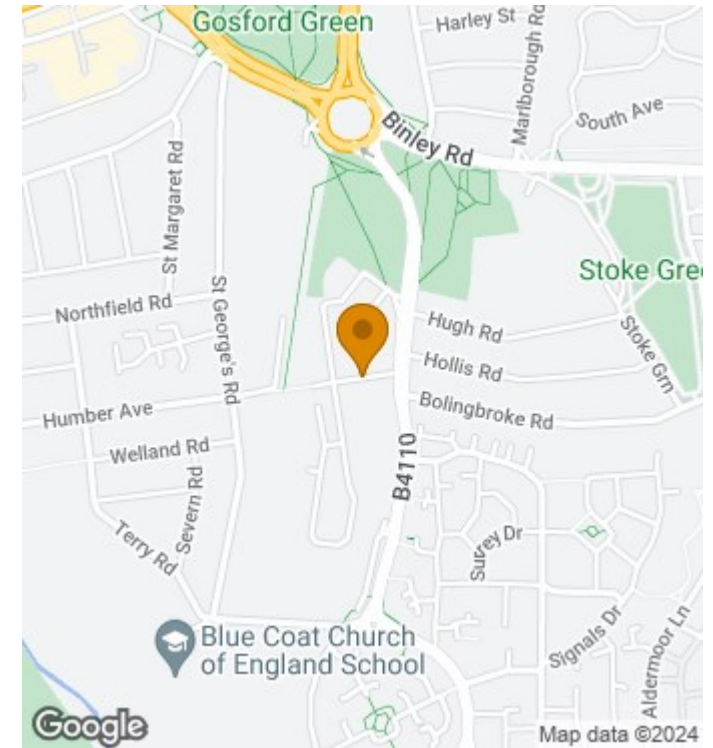 Gosford Green
Harley St
Marlborough Rd
South Ave
Binley Rd
St Margaret Rd
Stoke Gree
Northfield Rd
St George's Rd
Hugh Rd
Stoke Grn
Hollis Rd
Humber Ave
Bolingbroke Rd
Welland Rd
B4110
Severn Rd
Terry Rd
Surrey Dr
Signals Dr
Aldermoor Ln
Blue Coat Church
of England School
Google
Map data ©2024